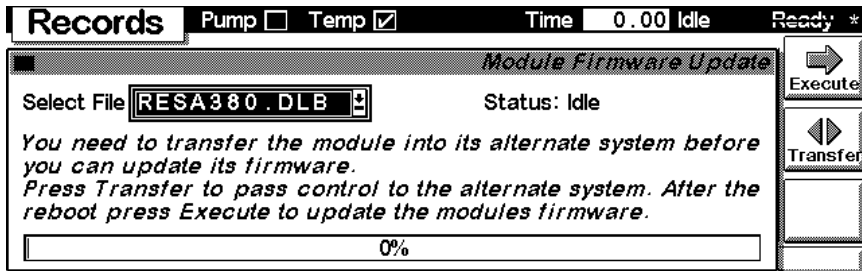 Records Pump Temp Time 0.00 Idle Ready *
Module Firmware Update
Execute
Select File RESA380.DLB Status: Idle
You need to transfer the module into its alternate system before
you can update its firmware.
Transfer
Press Transfer to pass control to the alternate system. After the
reboot press Execute to update the modules firmware.
0%